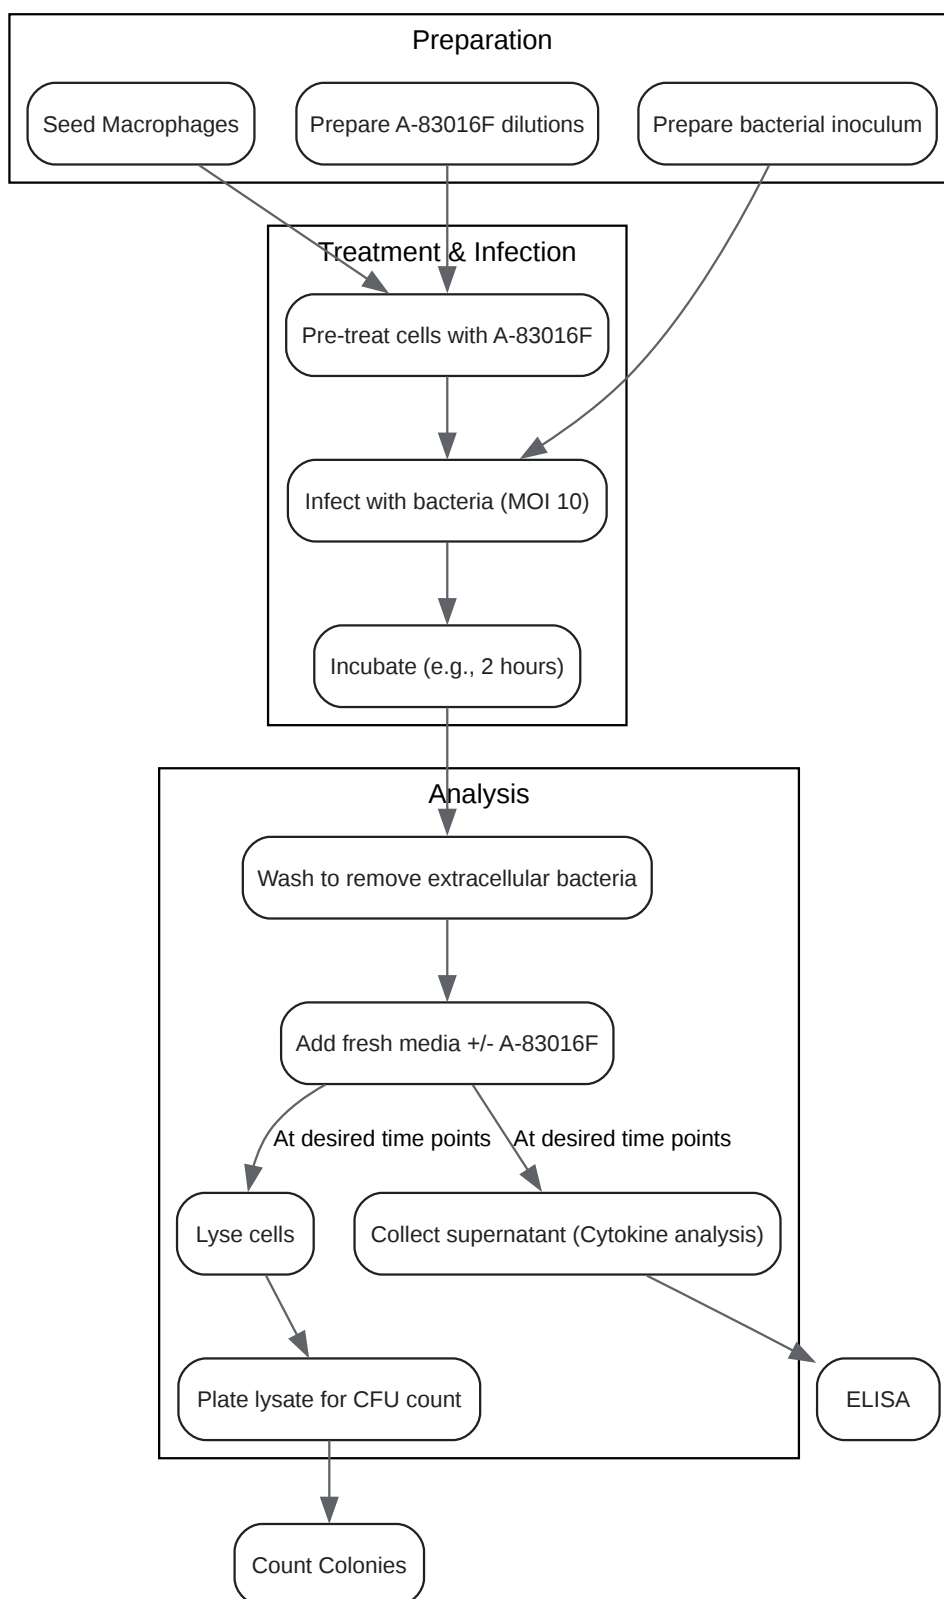 Preparation
Seed Macrophages
Prepare A-83016F dilutions
Prepare bacterial inoculum
Treatment & Infection
Pre-treat cells with A-83016F
Infect with bacteria (MOI 10)
Incubate (e.g., 2 hours)
Analysis
Wash to remove extracellular bacteria
Add fresh media +/- A-83016F
At desired time points
At desired time points
Lyse cells
Collect supernatant (Cytokine analysis)
Plate lysate for CFU count
ELISA
Count Colonies